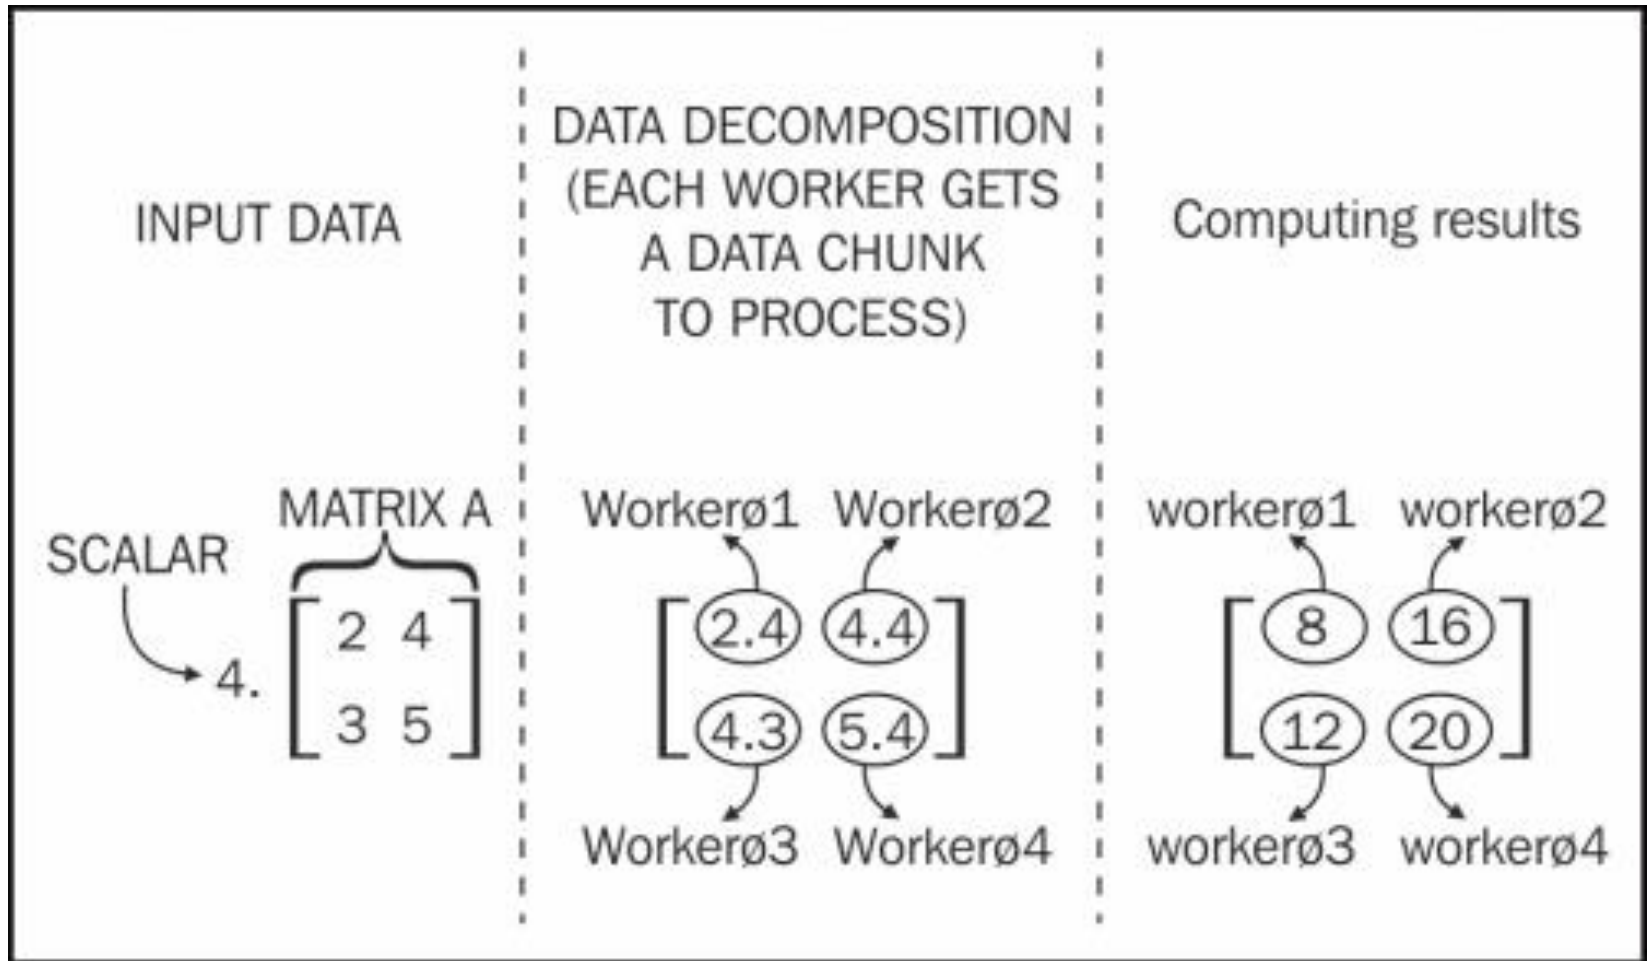 INPUT DATA
SCALAR
MATRIX A
4.
2 4
3 5
DATA DECOMPOSITION
(EACH WORKER GETS
A DATA CHUNK
TO PROCESS)
Workerø1 Workerø2
2.4 4.4
4.3 5.4
Workerø3 Workerø4
Computing results
workerø1 workerø2
8 16
12 20
workerø3 workerø4